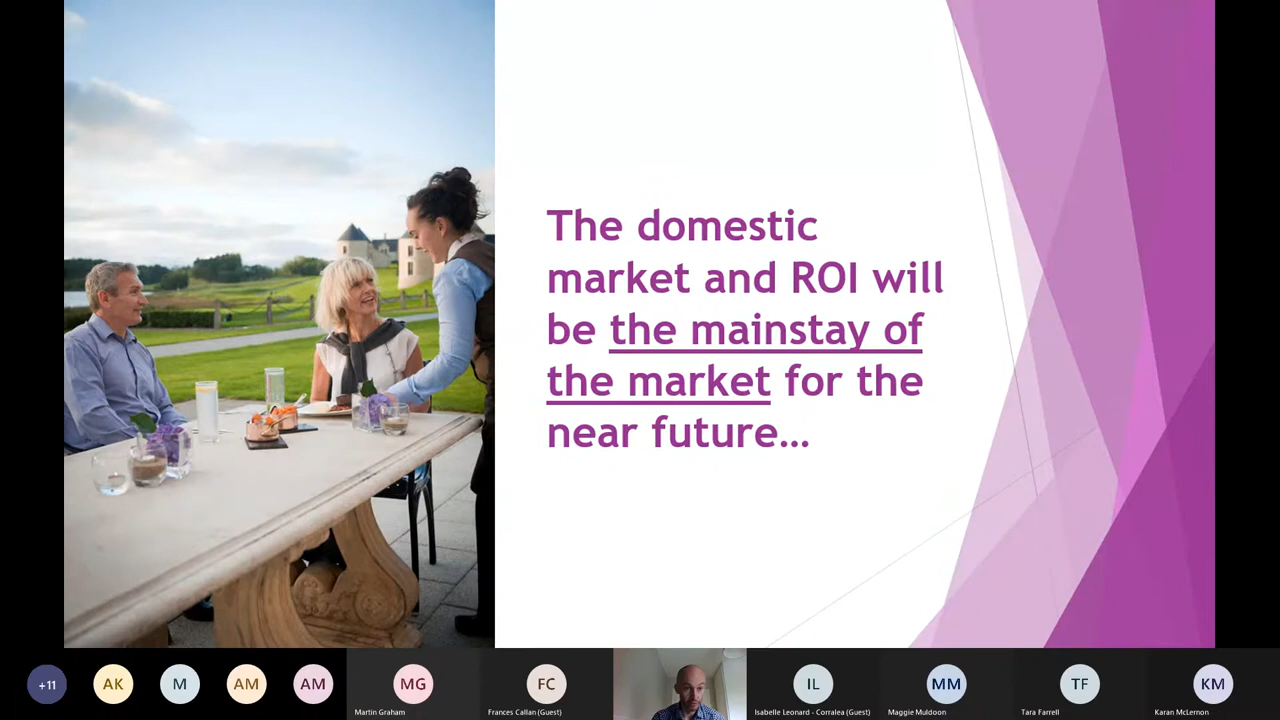 The domestic
market and ROI will
be the mainstay of
the market for the
near future...
+11
AK
M
AM
AM
MG
FC
IL
MM
TF
KM
Martin Graham
Frances Callan (Guest)
Isabelle Leonard - Corralea (Guest)
Maggie Muldoon
Tara Farrell
Karan McLernon